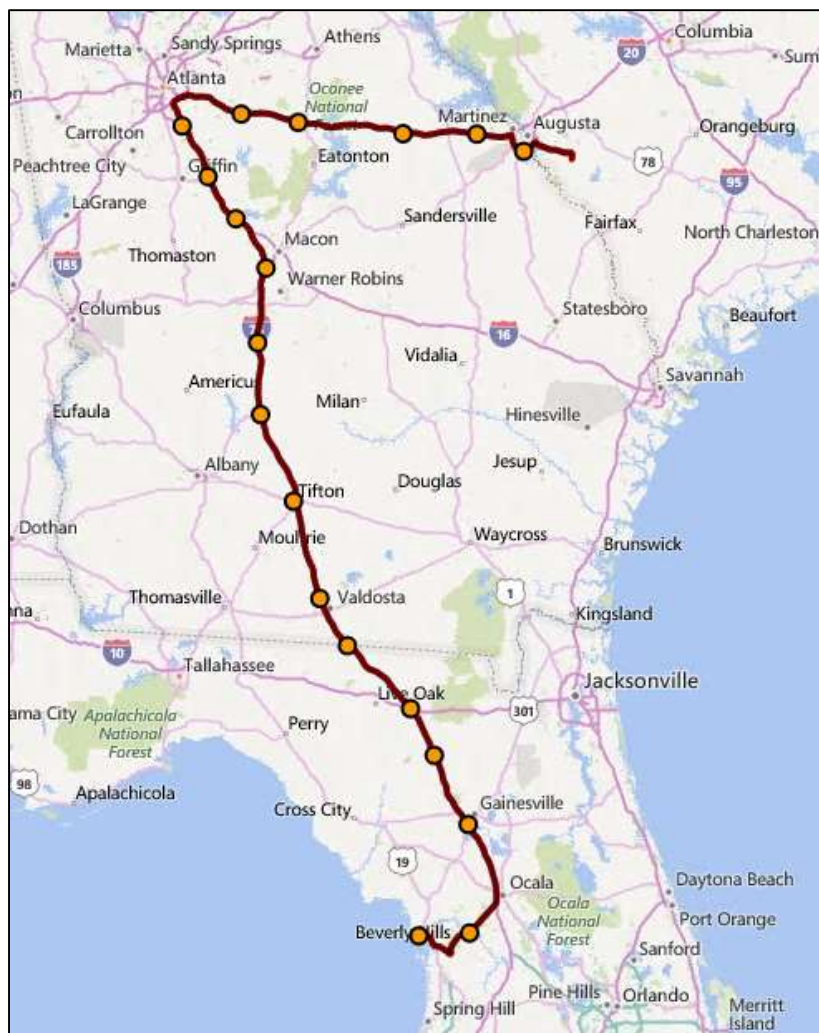 Athens
Columbia
Marietta
Sandy Springs
20
Sum
Atlanta
Oconee
National
Martinez
Augusta
Carrollton
Orangeburg
Peachtree City
Griffin
Eatonton
78
95
LaGrange
Sandersville
Fairfax
North Charleston
Thomaston
Macon
185
Warner Robins
Columbus
Statesboro
Beaufort
16
Vidalia
Americus
Savannah
Milan
Eufaula
Hinesville
Albany
Jesup
Tifton
Douglas
Dothan
Moultrie
Waycross
Brunswick
Thomasville
Valdosta
1
Kingsland
10
Tallahassee
Live Oak
Jacksonville
301
ama City
Apalachicola
National
Forest
Perry
98
Apalachicola
Cross City
Gainesville
19
Ocala
Daytona Beach
Ocala
National
Forest
Port Orange
Beverly Hills
Sanford
Pine Hills
Orlando
Spring Hill
Merritt
Island